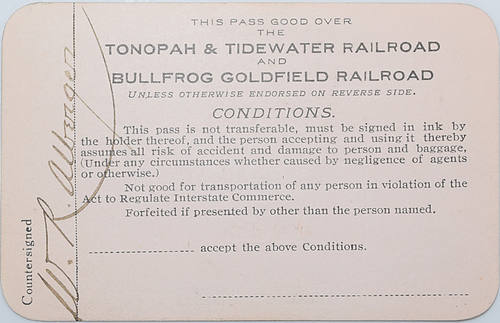 THIS PASS GOOD OVER
THE
TONOPAH & TIDEWATER RAILROAD
AND
BULLFROG GOLDFIELD RAILROAD
UNLESS OTHERWISE ENDORSED ON REVERSE SIDE.
CONDITIONS.
This pass is not transferable, must be signed in ink by
the holder thereof, and the person accepting and using it thereby
assumes all risk of accident and damage to person and baggage,
(Under any circumstances whether caused by negligence of agents
or otherwise.)
Not good for transportation of any person in violation of the
Act to Regulate Interstate Commerce.
Forfeited if presented by other than the person named.
accept the above Conditions.
Countersigned
W. R. Alberger